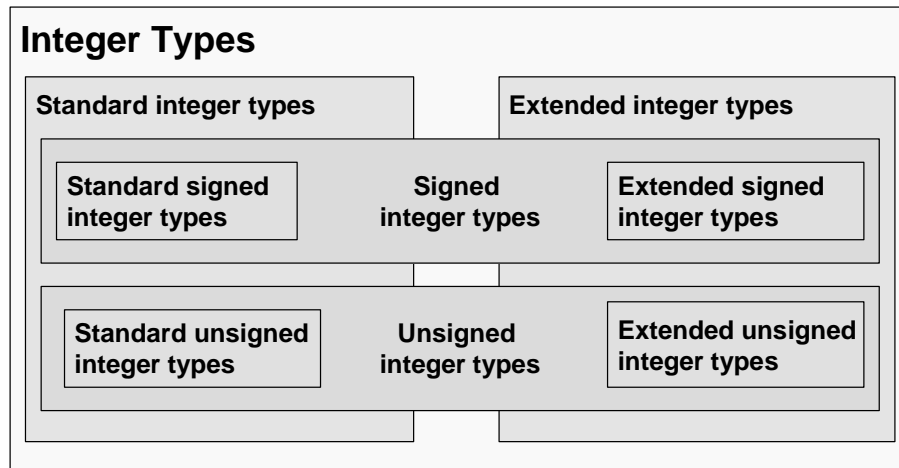 Integer Types
Standard integer types
Extended integer types
Standard signed
integer types
Signed
integer types
Extended signed
integer types
Standard unsigned
integer types
Unsigned
integer types
Extended unsigned
integer types